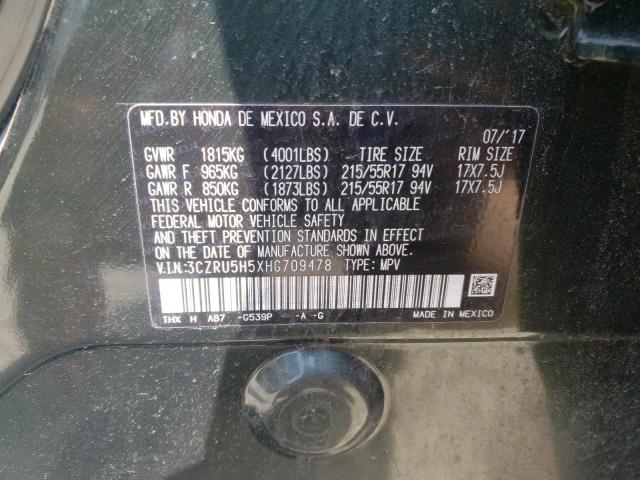 MFD.BY HONDA DE MEXICO S.A. DE C.V.
07/'17
GVWR 1815KG (4001LBS) TIRE SIZE RIM SIZE
GAWR F 965KG (2127LBS) 215/55R17 94V 17X7.5J
GAWR R 850KG (1873LBS) 215/55R17 94V 17X7.5J
THIS VEHICLE CONFORMS TO ALL APPLICABLE
FEDERAL MOTOR VEHICLE SAFETY
AND THEFT PREVENTION STANDARDS IN EFFECT
ON THE DATE OF MANUFACTURE SHOWN ABOVE.
V.I.N:3CZRU5H5XHG709478 TYPE: MPV
THX H AB7 -G539P -A -G MADE IN MEXICO